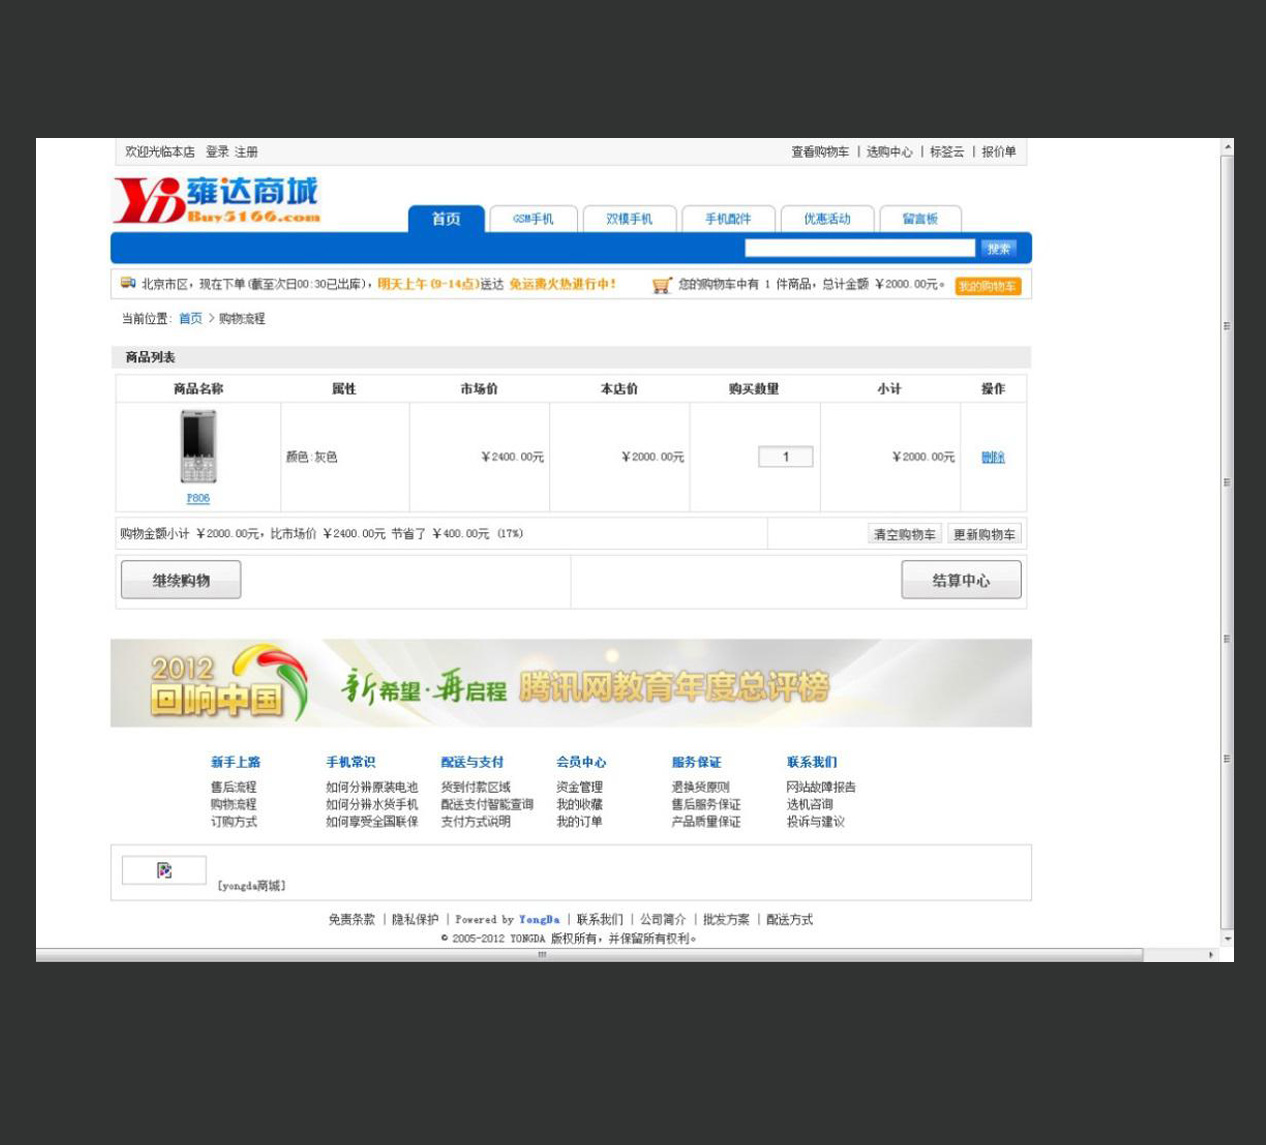 欢迎光临本店 登录 注册
查看购物车 | 选购中心 | 标签云 | 报价单
YD 雍达商城
Buy5166.com
首页 GSM手机 双模手机 手机配件 优惠活动 留言板
搜索
北京市区，现在下单(截至次日00:30已出库)，明天上午(9-14点)送达 免运费火热进行中！
您的购物车中有 1 件商品，总计金额 ￥2000.00元。 我的购物车
当前位置: 首页 > 购物流程
商品列表
商品名称 属性 市场价 本店价 购买数量 小计 操作
颜色:灰色 ￥2400.00元 ￥2000.00元 1 ￥2000.00元 删除
P806
购物金额小计 ￥2000.00元，比市场价 ￥2400.00元 节省了 ￥400.00元 (17%)
清空购物车 更新购物车
继续购物 结算中心
2012
回响中国
新希望·再启程 腾讯网教育年度总评榜
新手上路 手机常识 配送与支付 会员中心 服务保证 联系我们
售后流程 如何分辨原装电池 货到付款区域 资金管理 退换货原则 网站故障报告
购物流程 如何分辨水货手机 配送支付智能查询 我的收藏 售后服务保证 选机咨询
订购方式 如何享受全国联保 支付方式说明 我的订单 产品质量保证 投诉与建议
[yongda商城]
免责条款 | 隐私保护 | Powered by YongDa | 联系我们 | 公司简介 | 批发方案 | 配送方式
© 2005-2012 YONGDA 版权所有，并保留所有权利。